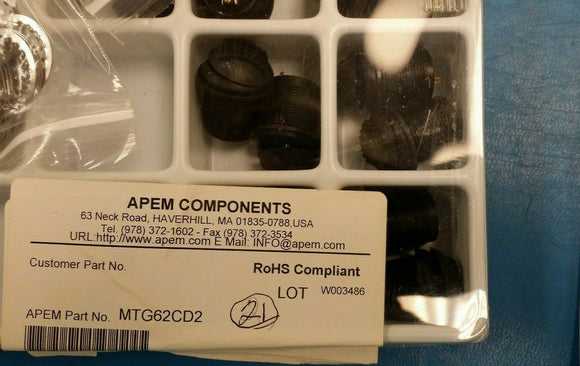 APEM COMPONENTS
63 Neck Road, HAVERHILL, MA 01835-0788,USA
Tel. (978) 372-1602 - Fax (978) 372-3534
URL:http://www.apem.com E Mail: INFO@apem.com
Customer Part No.
RoHS Compliant
LOT W003486
APEM Part No. MTG62CD2
21